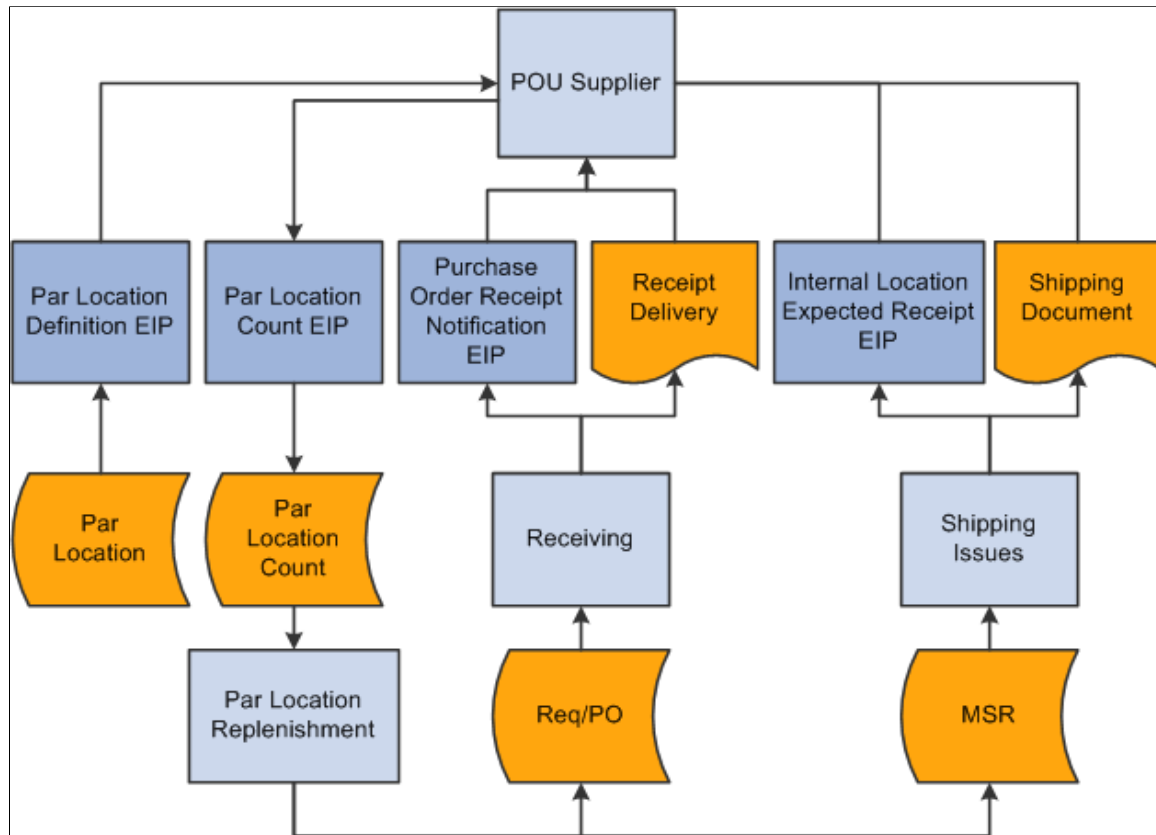 POU Supplier
Par Location
Definition EIP
Par Location
Count EIP
Purchase
Order Receipt
Notification
EIP
Receipt
Delivery
Internal Location
Expected Receipt
EIP
Shipping
Document
Par
Location
Par
Location
Count
Receiving
Shipping
Issues
Par Location
Replenishment
Req/PO
MSR